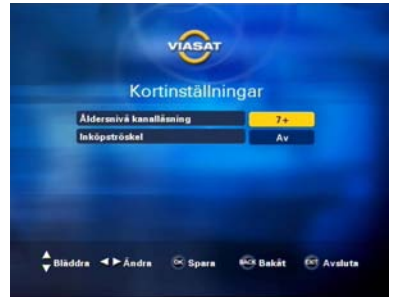 VIASAT
Kortinställningar
Åldersnivå kanallåsning 7+
Inköpströskel Av
Bläddra Ändra OK Spara BACK Bakåt EXIT Avsluta